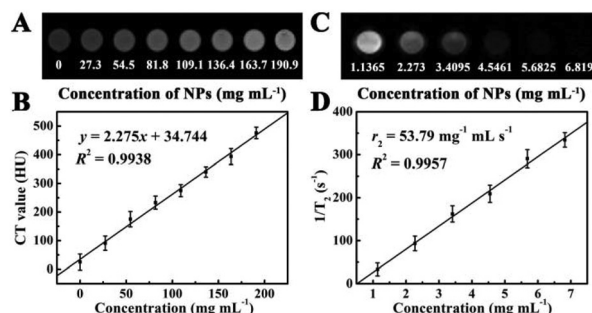 A
0 27.3 54.5 81.8 109.1 136.4 163.7 190.9
Concentration of NPs (mg mL⁻¹)
B
y = 2.275x + 34.744
R² = 0.9938
CT value (HU)
500
400
300
200
100
0
0 50 100 150 200
Concentration (mg mL⁻¹)
C
1.1365 2.273 3.4095 4.5461 5.6825 6.819
Concentration of NPs (mg mL⁻¹)
D
r₂ = 53.79 mg⁻¹ mL s⁻¹
R² = 0.9957
1/T₂ (s⁻¹)
400
300
200
100
0
1 2 3 4 5 6 7
Concentration (mg mL⁻¹)